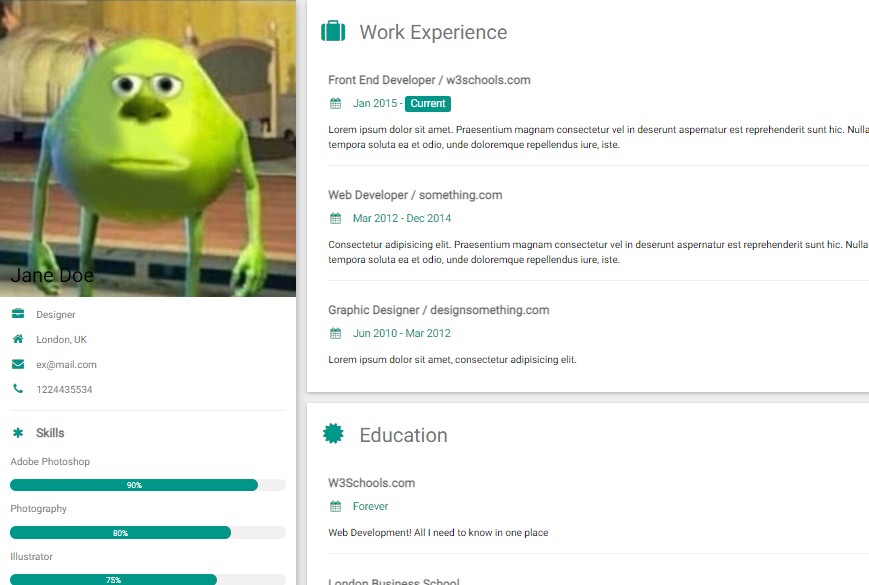 Jane Doe
Designer
London, UK
ex@mail.com
1224435534
Skills
Adobe Photoshop
90%
Photography
80%
Illustrator
75%
Work Experience
Front End Developer / w3schools.com
Jan 2015 - Current
Lorem ipsum dolor sit amet. Praesentium magnam consectetur vel in deserunt aspernatur est reprehenderit sunt hic. Nulla
tempora soluta ea et odio, unde doloremque repellendus iure, iste.
Web Developer / something.com
Mar 2012 - Dec 2014
Consectetur adipisicing elit. Praesentium magnam consectetur vel in deserunt aspernatur est reprehenderit sunt hic. Nulla
tempora soluta ea et odio, unde doloremque repellendus iure, iste.
Graphic Designer / designsomething.com
Jun 2010 - Mar 2012
Lorem ipsum dolor sit amet, consectetur adipisicing elit.
Education
W3Schools.com
Forever
Web Development! All I need to know in one place
London Business School